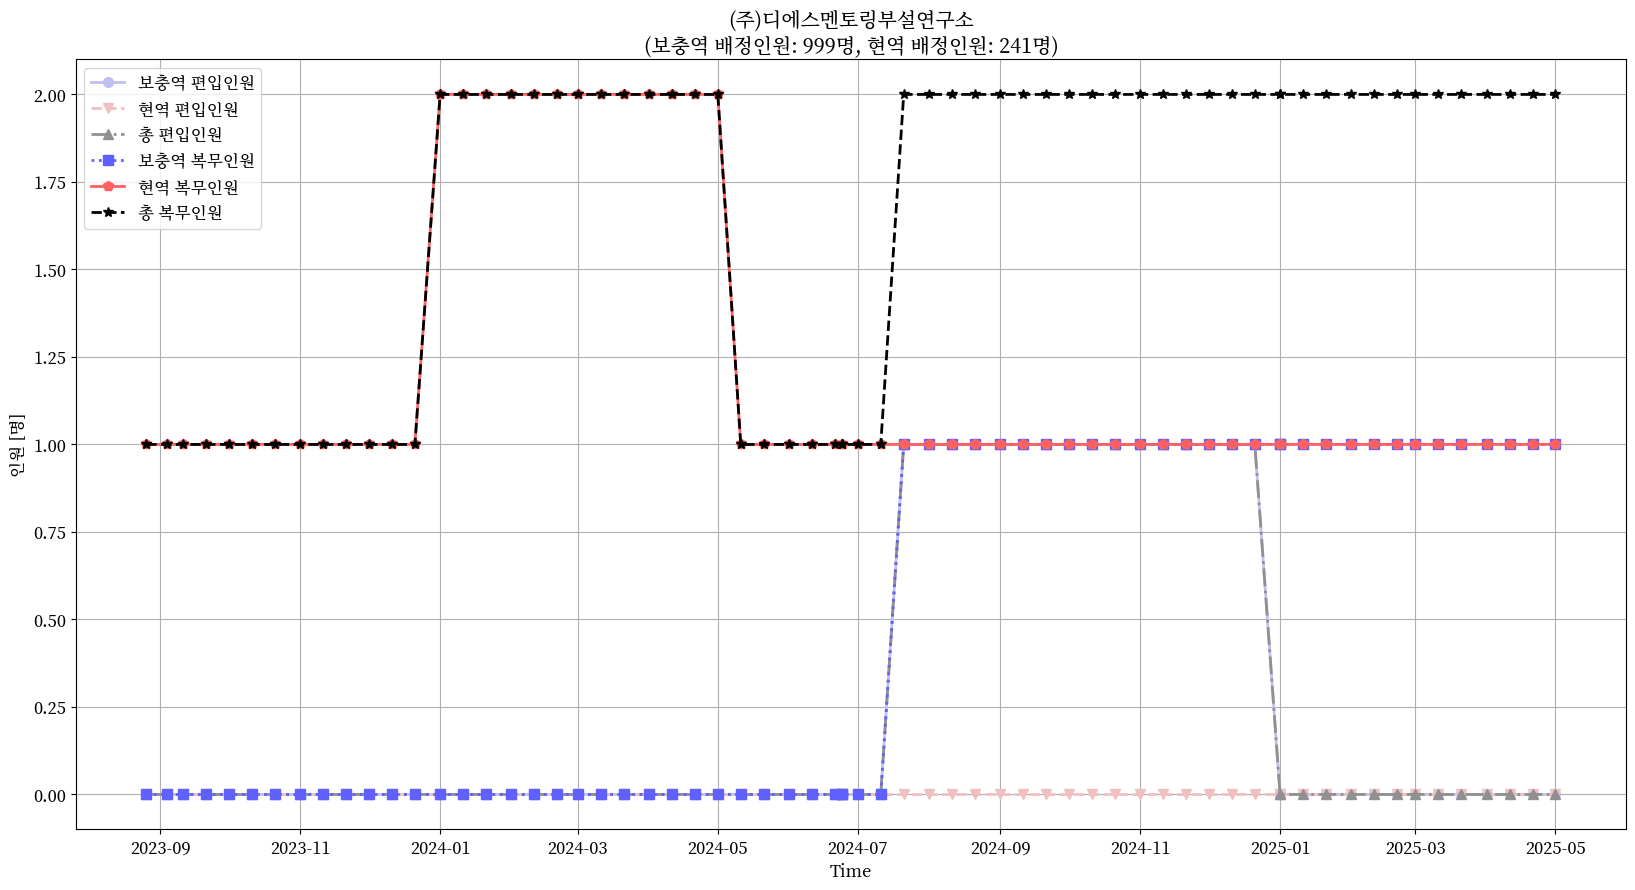 (주)디에스멘토링부설연구소
(보충역 배정인원: 999명, 현역 배정인원: 241명)
보충역 편입인원
현역 편입인원
총 편입인원
보충역 복무인원
현역 복무인원
총 복무인원
2.00
1.75
1.50
1.25
1.00
0.75
0.50
0.25
0.00
인원 [명]
2023-09 2023-11 2024-01 2024-03 2024-05 2024-07 2024-09 2024-11 2025-01 2025-03 2025-05
Time